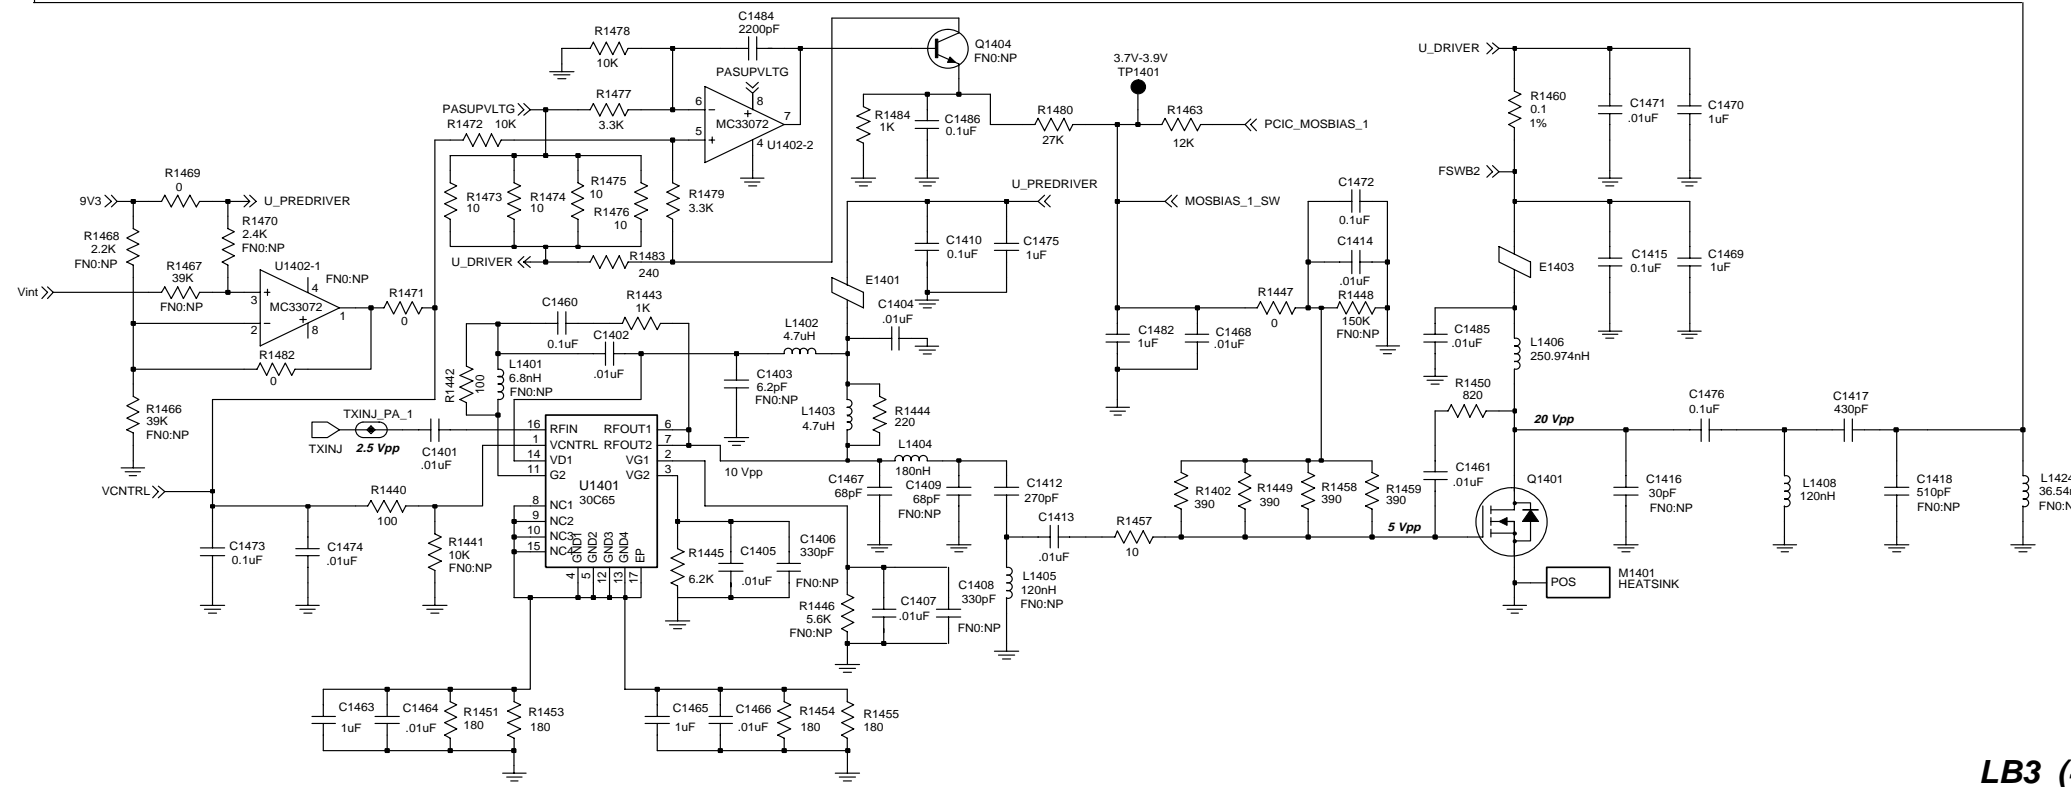 C1484
2200pF
R1478
10K
PASUPVLTG
Q1404
FN0:NP
3.7V-3.9V
TP1401
U_DRIVER
PASUPVLTG
R1477
3.3K
6
5
8
7
4
MC33072
U1402-2
R1472
10K
R1484
1K
C1486
0.1uF
R1480
27K
R1463
12K
PCIC_MOSBIAS_1
R1460
0.1
1%
C1471
.01uF
C1470
1uF
FSWB2
R1469
0
9V3
U_PREDRIVER
R1470
2.4K
FN0:NP
R1468
2.2K
FN0:NP
R1473
10
R1474
10
R1475
10
R1476
10
R1479
3.3K
U_PREDRIVER
MOSBIAS_1_SW
C1472
0.1uF
C1414
.01uF
C1410
0.1uF
C1475
1uF
U_DRIVER
R1483
240
E1403
C1415
0.1uF
C1469
1uF
Vint
R1467
39K
FN0:NP
U1402-1
FN0:NP
3
2
4
8
1
MC33072
R1471
0
E1401
C1404
.01uF
R1447
0
R1448
150K
FN0:NP
C1460
0.1uF
R1443
1K
C1402
.01uF
L1402
4.7uH
C1482
1uF
C1468
.01uF
C1485
.01uF
L1406
250.974nH
R1482
0
R1442
100
L1401
6.8nH
FN0:NP
C1403
6.2pF
FN0:NP
R1450
820
R1466
39K
FN0:NP
TXINJ_PA_1
TXINJ
2.5 Vpp
C1401
.01uF
L1403
4.7uH
R1444
220
20 Vpp
C1476
0.1uF
C1417
430pF
16
1
14
11
8
9
10
15
RFIN
VCNTRL
VD1
G2
NC1
NC2
NC3
NC4
RFOUT1
RFOUT2
VG1
VG2
6
7
2
3
U1401
30C65
GND1
GND2
GND3
GND4
EP
4
5
12
13
17
10 Vpp
L1404
180nH
C1467
68pF
C1409
68pF
FN0:NP
C1412
270pF
VCNTRL
R1440
100
R1402
390
R1449
390
R1458
390
R1459
390
C1461
.01uF
5 Vpp
Q1401
C1416
30pF
FN0:NP
L1408
120nH
C1418
510pF
FN0:NP
C1413
.01uF
R1457
10
C1473
0.1uF
C1474
.01uF
R1441
10K
FN0:NP
R1445
6.2K
C1405
.01uF
C1406
330pF
FN0:NP
L1405
120nH
FN0:NP
POS
M1401
HEATSINK
R1446
5.6K
FN0:NP
C1407
.01uF
C1408
330pF
FN0:NP
C1463
1uF
C1464
.01uF
R1451
180
R1453
180
C1465
1uF
C1466
.01uF
R1454
180
R1455
180
LB3